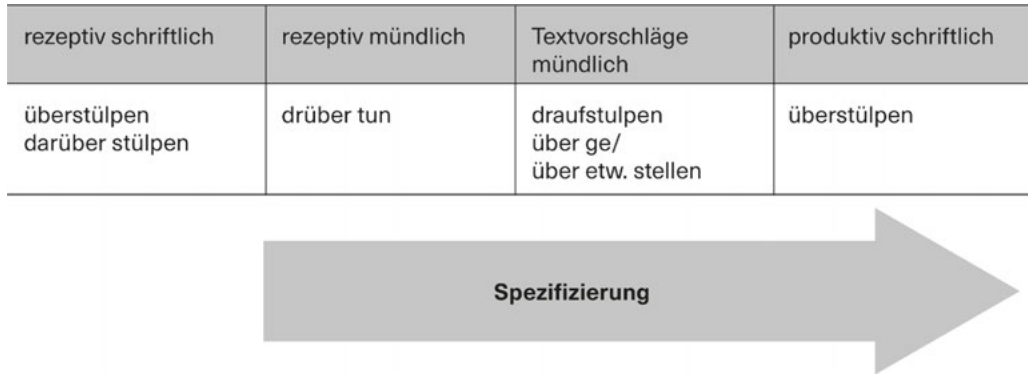 rezeptiv schriftlich
rezeptiv mündlich
Textvorschläge
mündlich
produktiv schriftlich
überstülpen
darüber stülpen
drüber tun
draufstulpen
über ge/
über etw. stellen
überstülpen
Spezifizierung